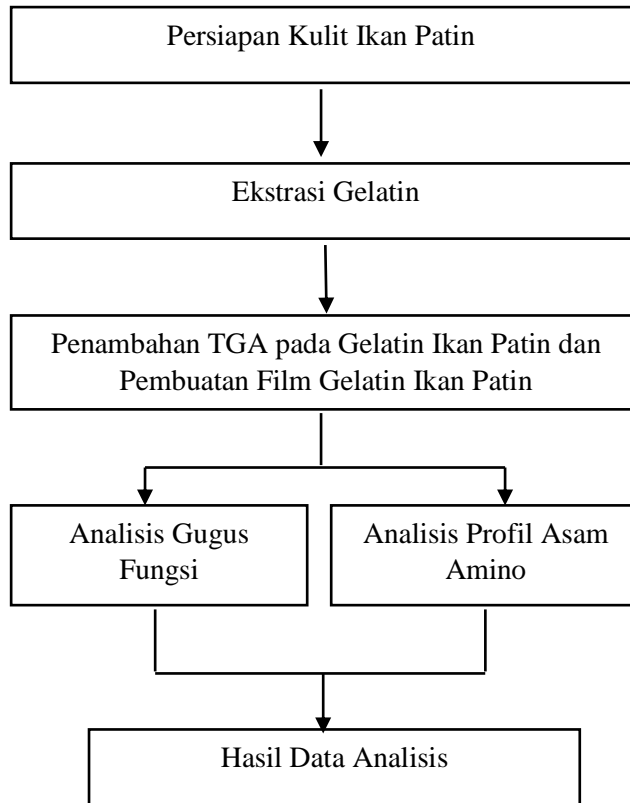 Persiapan Kulit Ikan Patin
Ekstrasi Gelatin
Penambahan TGA pada Gelatin Ikan Patin dan
Pembuatan Film Gelatin Ikan Patin
Analisis Gugus
Fungsi
Analisis Profil Asam
Amino
Hasil Data Analisis